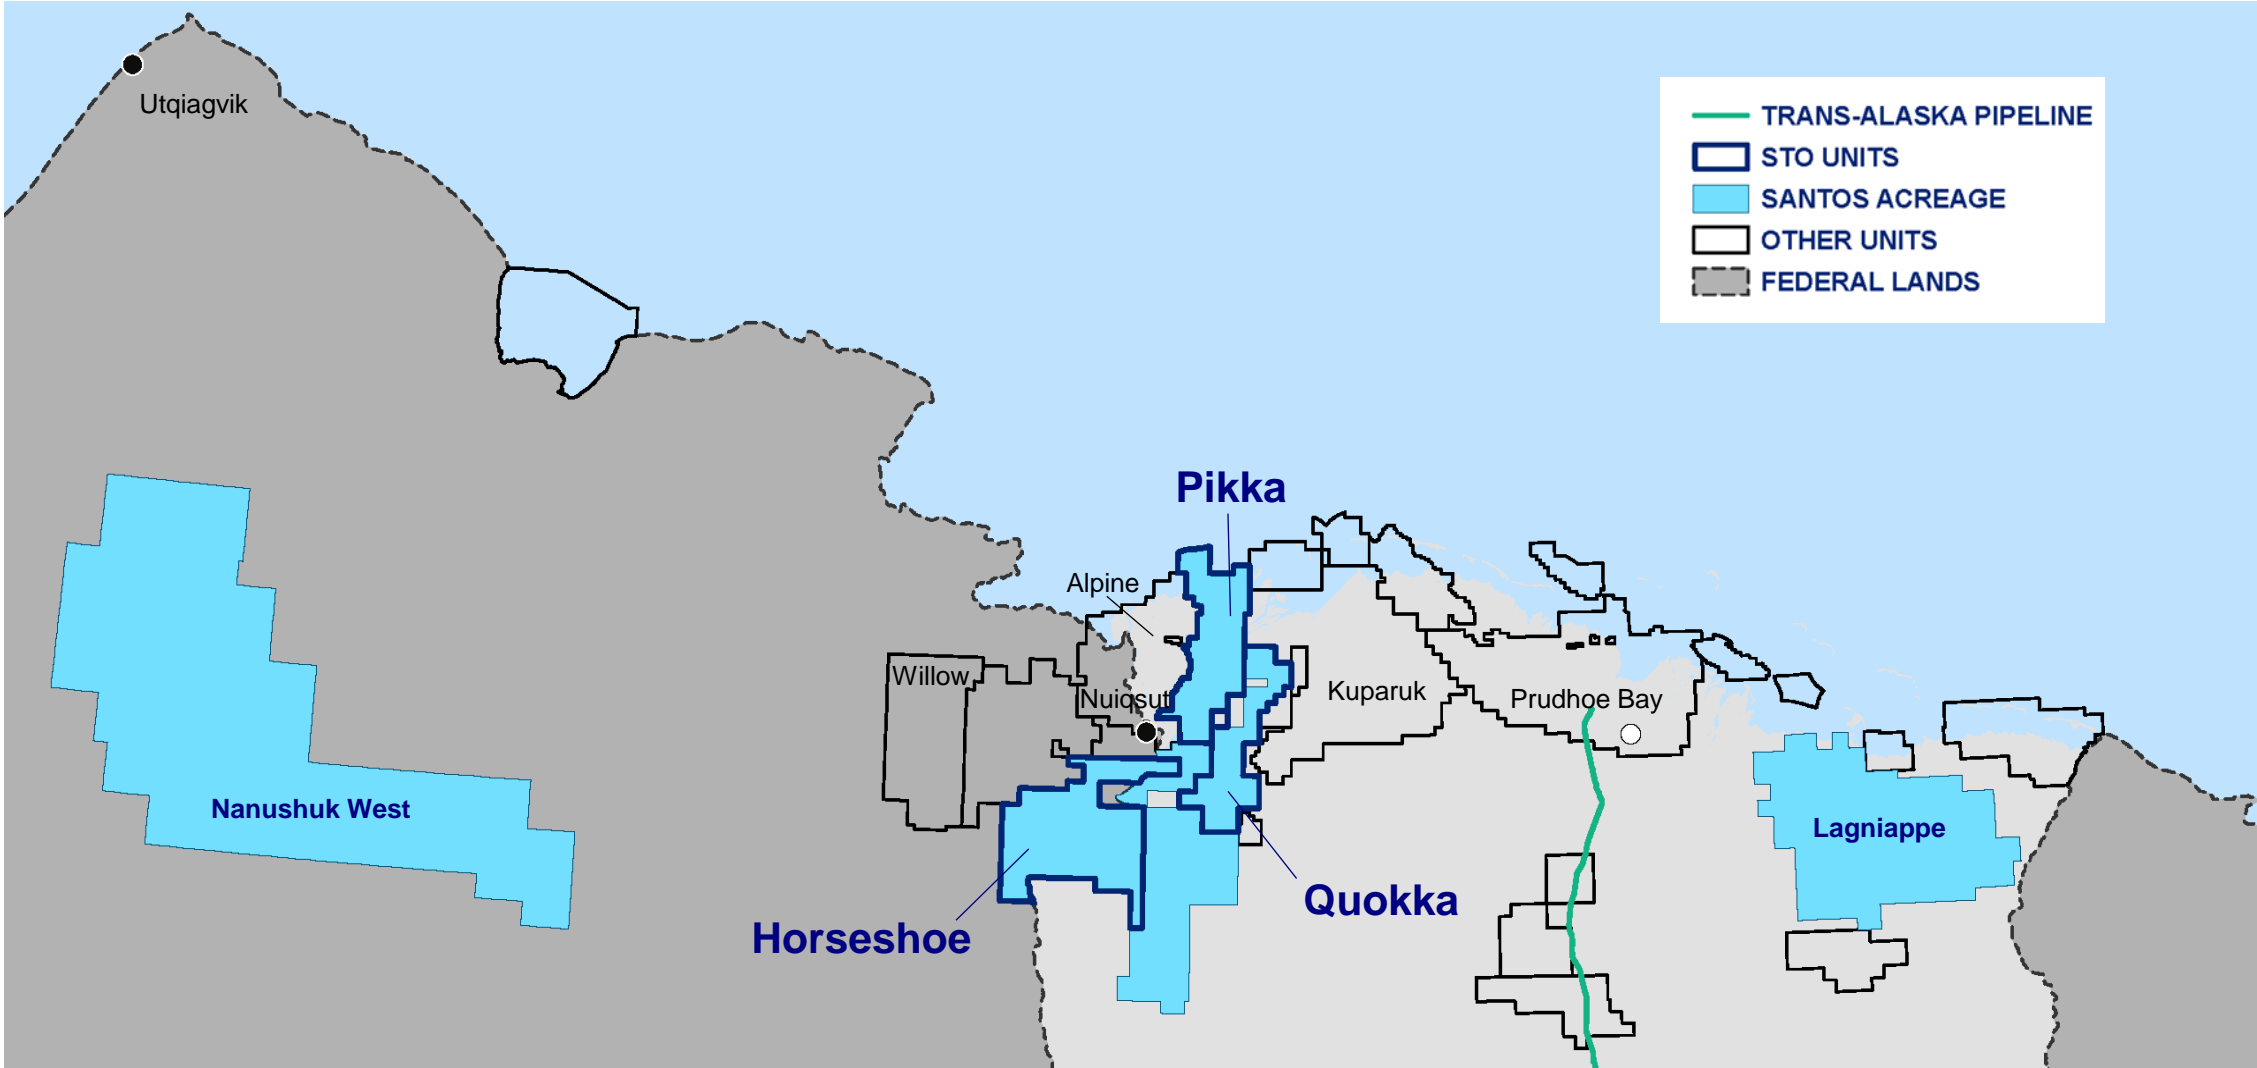 Utqiagvik
TRANS-ALASKA PIPELINE
STO UNITS
SANTOS ACREAGE
OTHER UNITS
FEDERAL LANDS
Pikka
Alpine
Willow
Nuiqsut
Kuparuk
Prudhoe Bay
Nanushuk West
Lagniappe
Quokka
Horseshoe